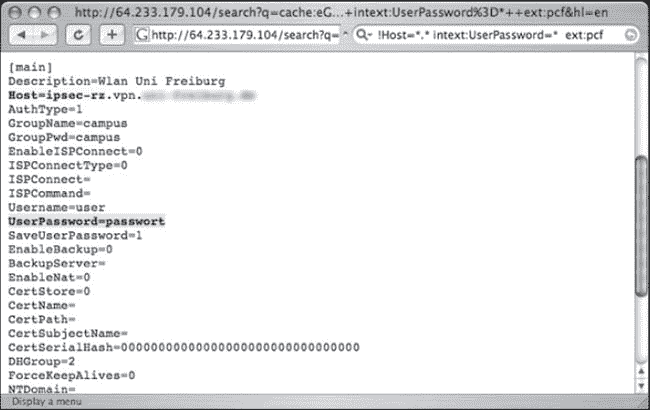 http://64.233.179.104/search?q=cache:eG...+intext:UserPassword%3D*++ext:pcf&hl=en
http://64.233.179.104/search?q= !Host=*.* intext:UserPassword=* ext:pcf
[main]
Description=Wlan Uni Freiburg
Host=ipsec-rz.vpn.
AuthType=1
GroupName=campus
GroupPwd=campus
EnableISPConnect=0
ISPConnectType=0
ISPConnect=
ISPCommand=
Username=user
UserPassword=passwort
SaveUserPassword=1
EnableBackup=0
BackupServer=
EnableNat=0
CertStore=0
CertName=
CertPath=
CertSubjectName=
CertSerialHash=00000000000000000000000000000000
DHGroup=2
ForceKeepAlives=0
NTDomain=
Display a menu